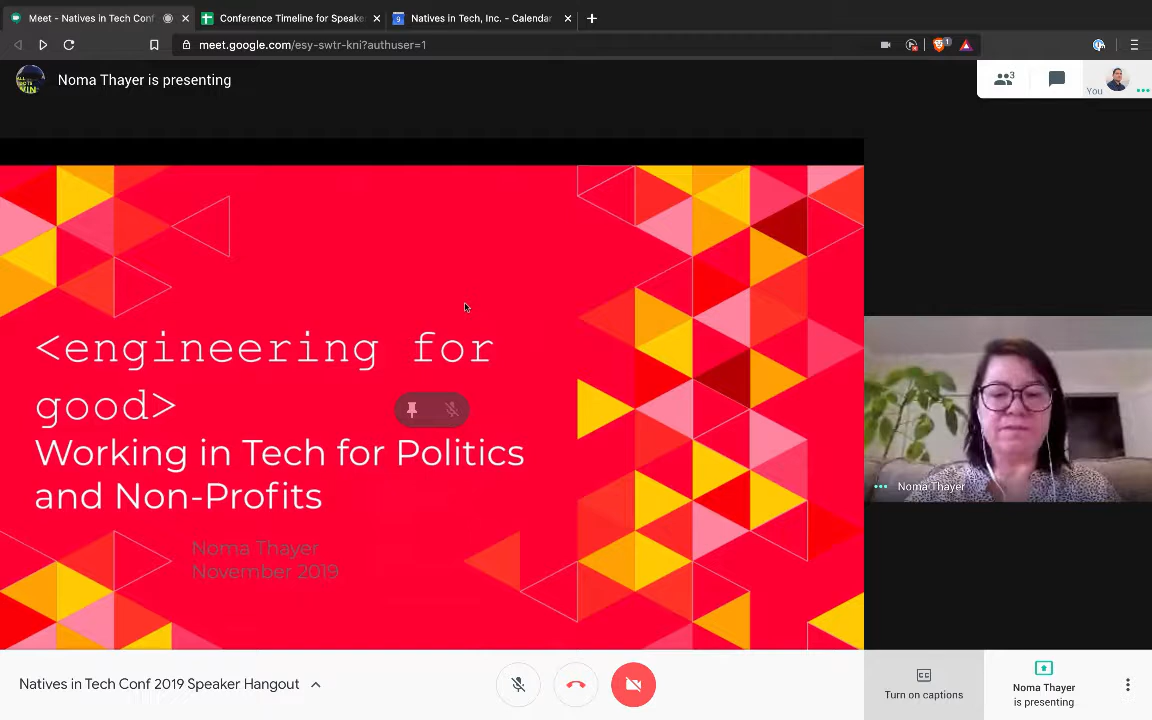 Meet - Natives in Tech Conf
Conference Timeline for Speake
Natives in Tech, Inc. - Calendar
meet.google.com/esy-swtr-kni?authuser=1
1
Noma Thayer is presenting
3
You
<engineering for
good>
Working in Tech for Politics
and Non-Profits
Noma Thayer
November 2019
Noma Thayer
Natives in Tech Conf 2019 Speaker Hangout
Turn on captions
Noma Thayer
is presenting